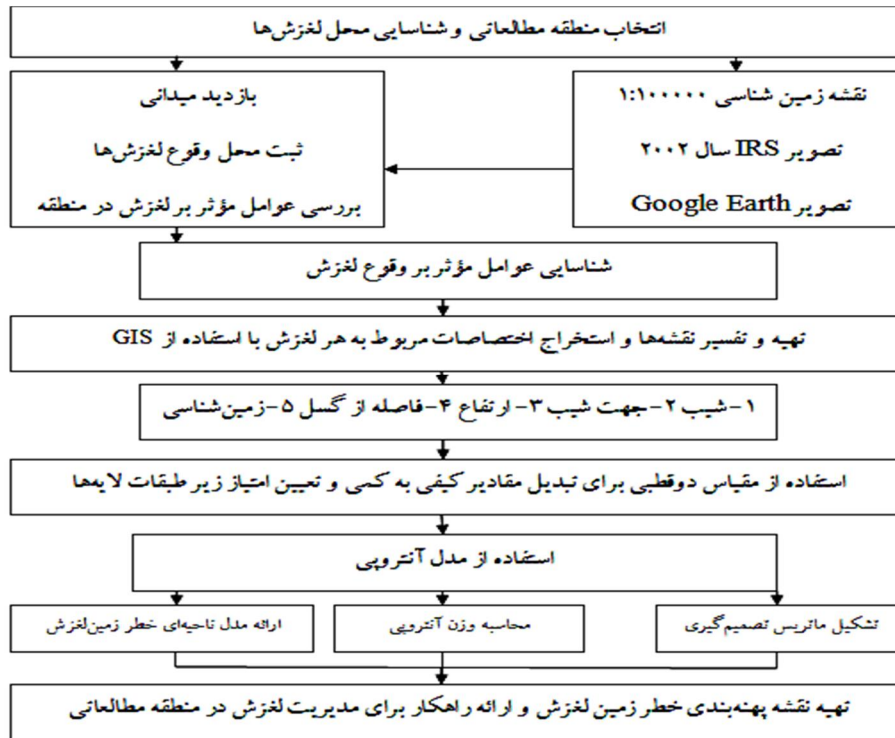 انتخاب منطقه مطالعاتی و شناسایی محل لغزش‌ها
نقشه زمین شناسی ۱:۱۰۰۰۰۰
تصویر IRS سال ۲۰۰۲
تصویر Google Earth
بازدید میدانی
ثبت محل وقوع لغزش‌ها
بررسی عوامل مؤثر بر لغزش در منطقه
شناسایی عوامل مؤثر بر وقوع لغزش
تهیه و تفسیر نقشه‌ها و استخراج اختصاصات مربوط به هر لغزش با استفاده از GIS
۱-شیب ۲-جهت شیب ۳- ارتفاع ۴-فاصله از گسل ۵-زمین‌شناسی
استفاده از مقیاس دوقطبی برای تبدیل مقادیر کیفی به کمی و تعیین امتیاز زیر طبقات لایه‌ها
استفاده از مدل آنتروپی
تشکیل ماتریس تصمیم‌گیری
محاسبه وزن آنتروپی
ارائه مدل ناحیه‌ای خطر زمین‌لغزش
تهیه نقشه پهنه‌بندی خطر زمین لغزش و ارائه راهکار برای مدیریت لغزش در منطقه مطالعاتی